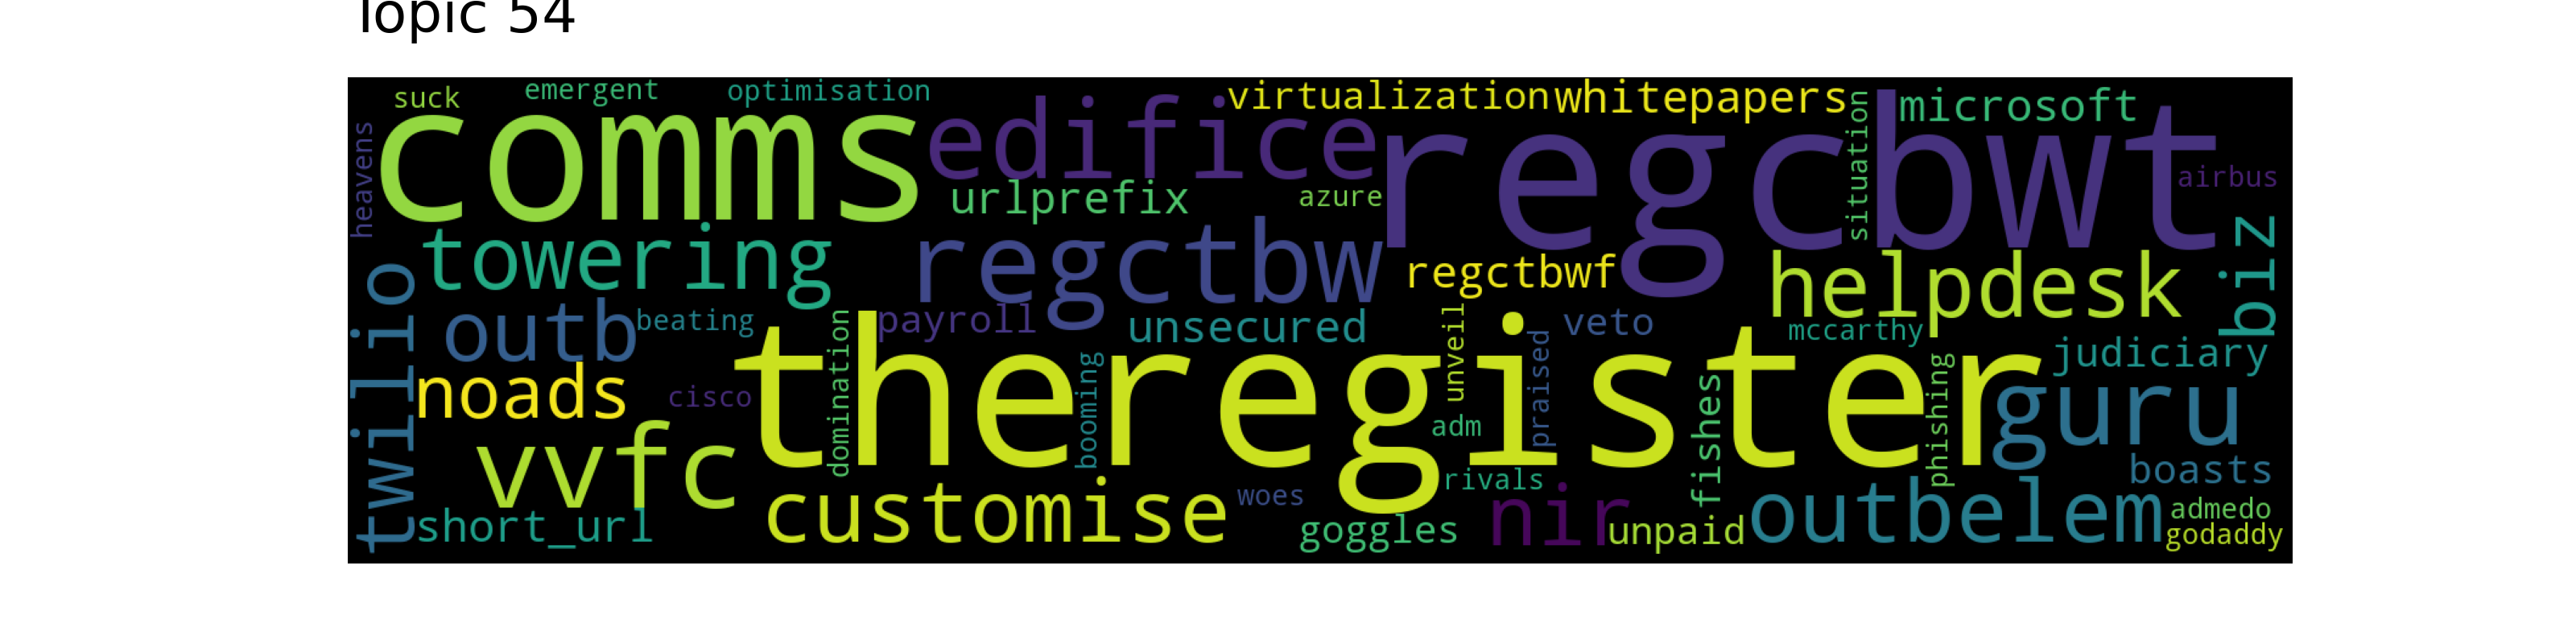 Topic 54
suck emergent optimisation virtualization whitepapers microsoft
heavens comms edifice regcbwt situation airbus
urlprefix azure
towering regctbw regctbwf helpdesk biz
twilio outb beating payroll unsecured unveil veto mccarthy
noads cisco domination theregister judiciary
booming praised phishing guru
vvfc adm fishes boasts
rivals
short_url customise woes goggles nir unpaid outbelem admedo
godaddy